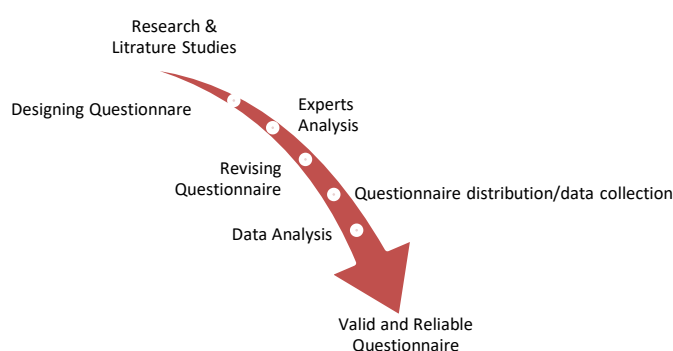 Research &
Litrature Studies
Designing Questionnare
Experts
Analysis
Revising
Questionnaire
Questionnaire distribution/data collection
Data Analysis
Valid and Reliable
Questionnaire